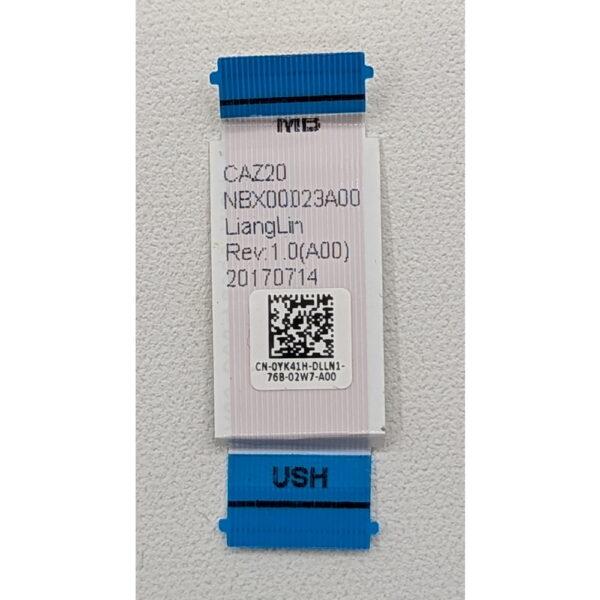 MB
CAZ20
NBX00023A00
LiangLin
Rev:1.0(A00)
20170714
CN-0YK41H-DLLN1-
76B-02W7-A00
USH